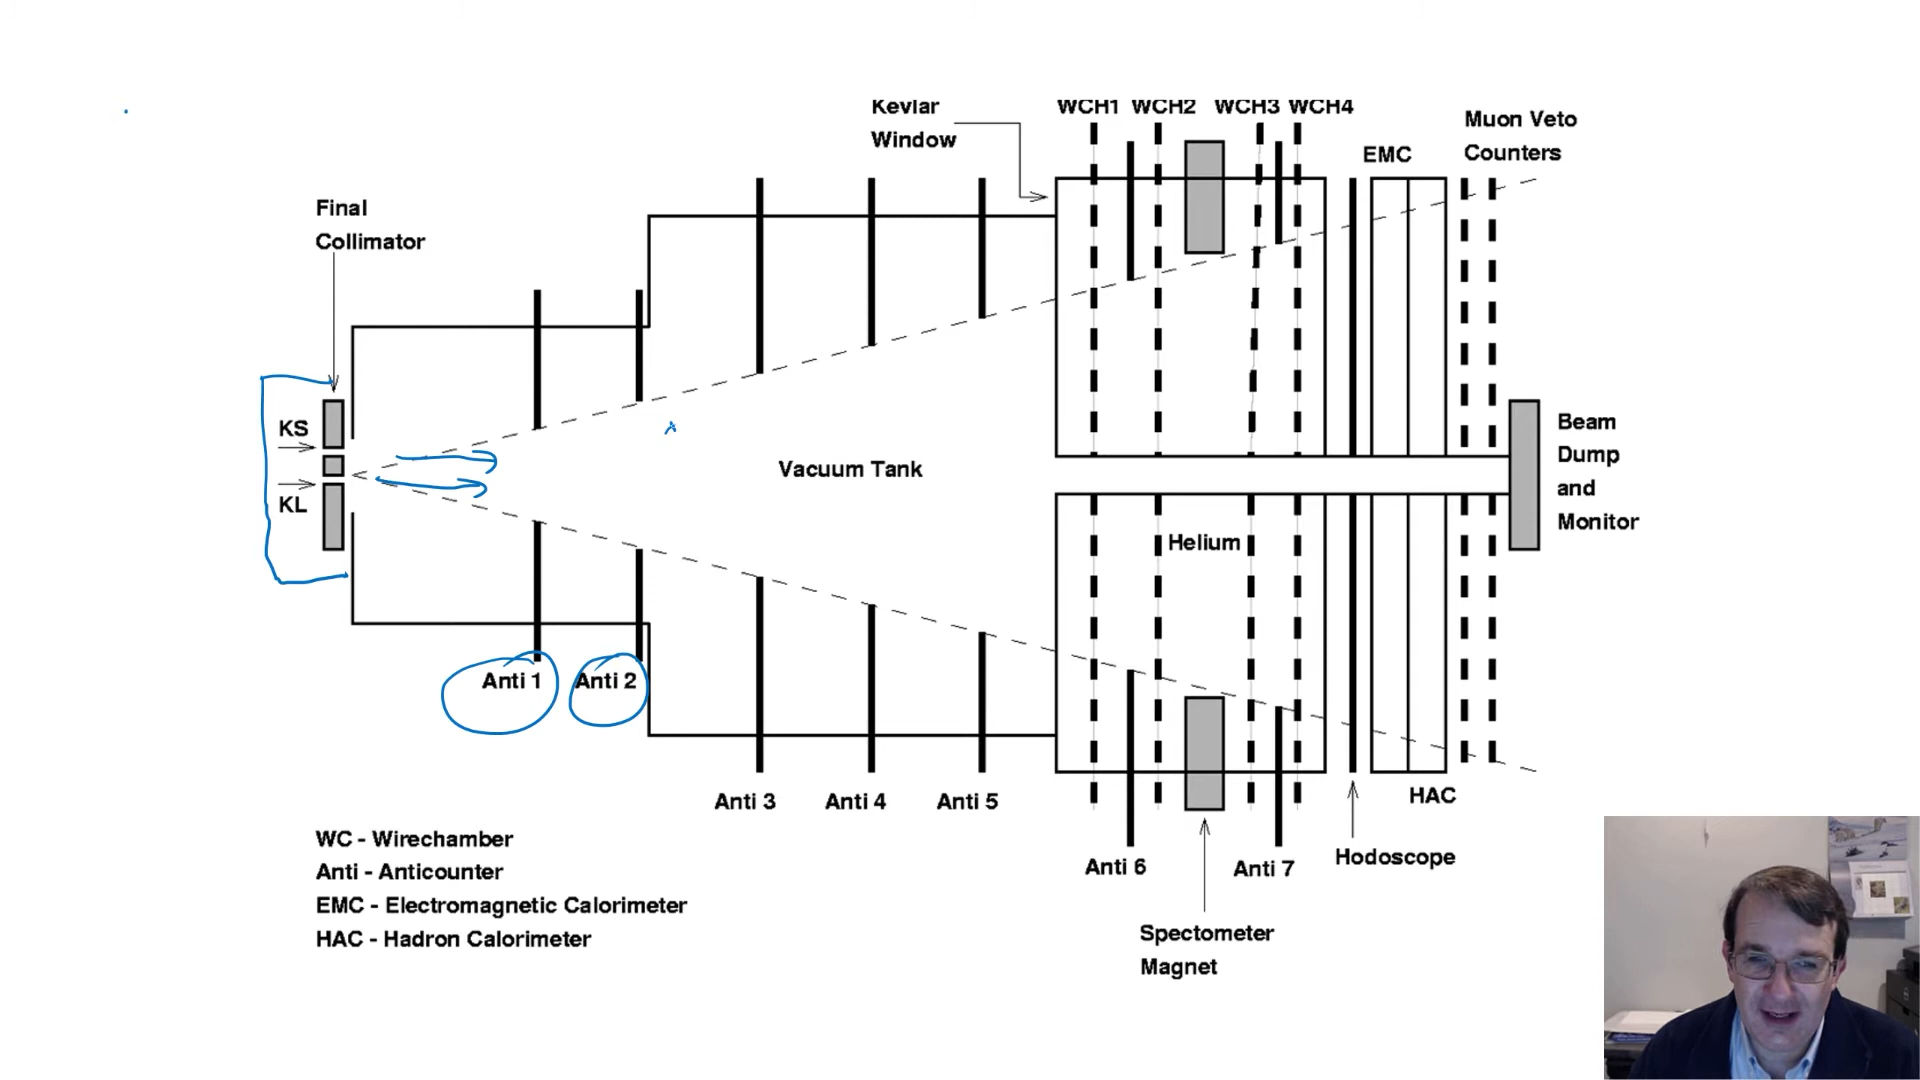 Kevlar
Window
WCH1 WCH2 WCH3 WCH4
Muon Veto
Counters
EMC
Final
Collimator
KS
KL
Vacuum Tank
Helium
Beam
Dump
and
Monitor
Anti 1
Anti 2
Anti 3
Anti 4
Anti 5
HAC
Anti 6
Anti 7
Hodoscope
Spectometer
Magnet
WC - Wirechamber
Anti - Anticounter
EMC - Electromagnetic Calorimeter
HAC - Hadron Calorimeter